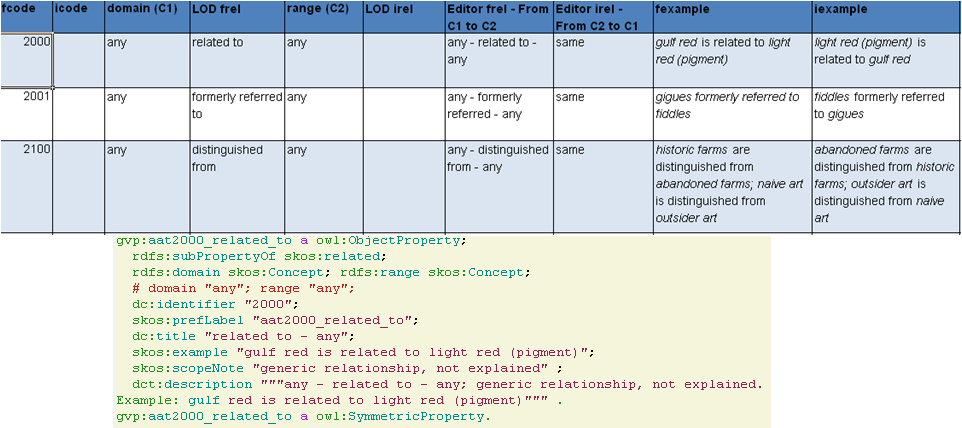 fcode icode domain (C1) LOD frel range (C2) LOD irel Editor frel - From C1 to C2 Editor irel - From C2 to C1 fexample iexample
2000 any related to any any - related to - any same gulf red is related to light red (pigment) light red (pigment) is related to gulf red
2001 any formerly referred to any any - formerly referred - any same gigues formerly referred to fiddles fiddles formerly referred to gigues
2100 any distinguished from any any - distinguished from - any same historic farms are distinguished from abandoned farms; naive art is distinguished from outsider art abandoned farms are distinguished from historic farms; outsider art is distinguished from naive art
gvp:aat2000_related_to a owl:ObjectProperty;
rdfs:subPropertyOf skos:related;
rdfs:domain skos:Concept; rdfs:range skos:Concept;
# domain "any"; range "any";
dc:identifier "2000";
skos:prefLabel "aat2000_related_to";
dc:title "related to - any";
skos:example "gulf red is related to light red (pigment)";
skos:scopeNote "generic relationship, not explained" ;
dct:description """any - related to - any; generic relationship, not explained.
Example: gulf red is related to light red (pigment)""" .
gvp:aat2000_related_to a owl:SymmetricProperty.